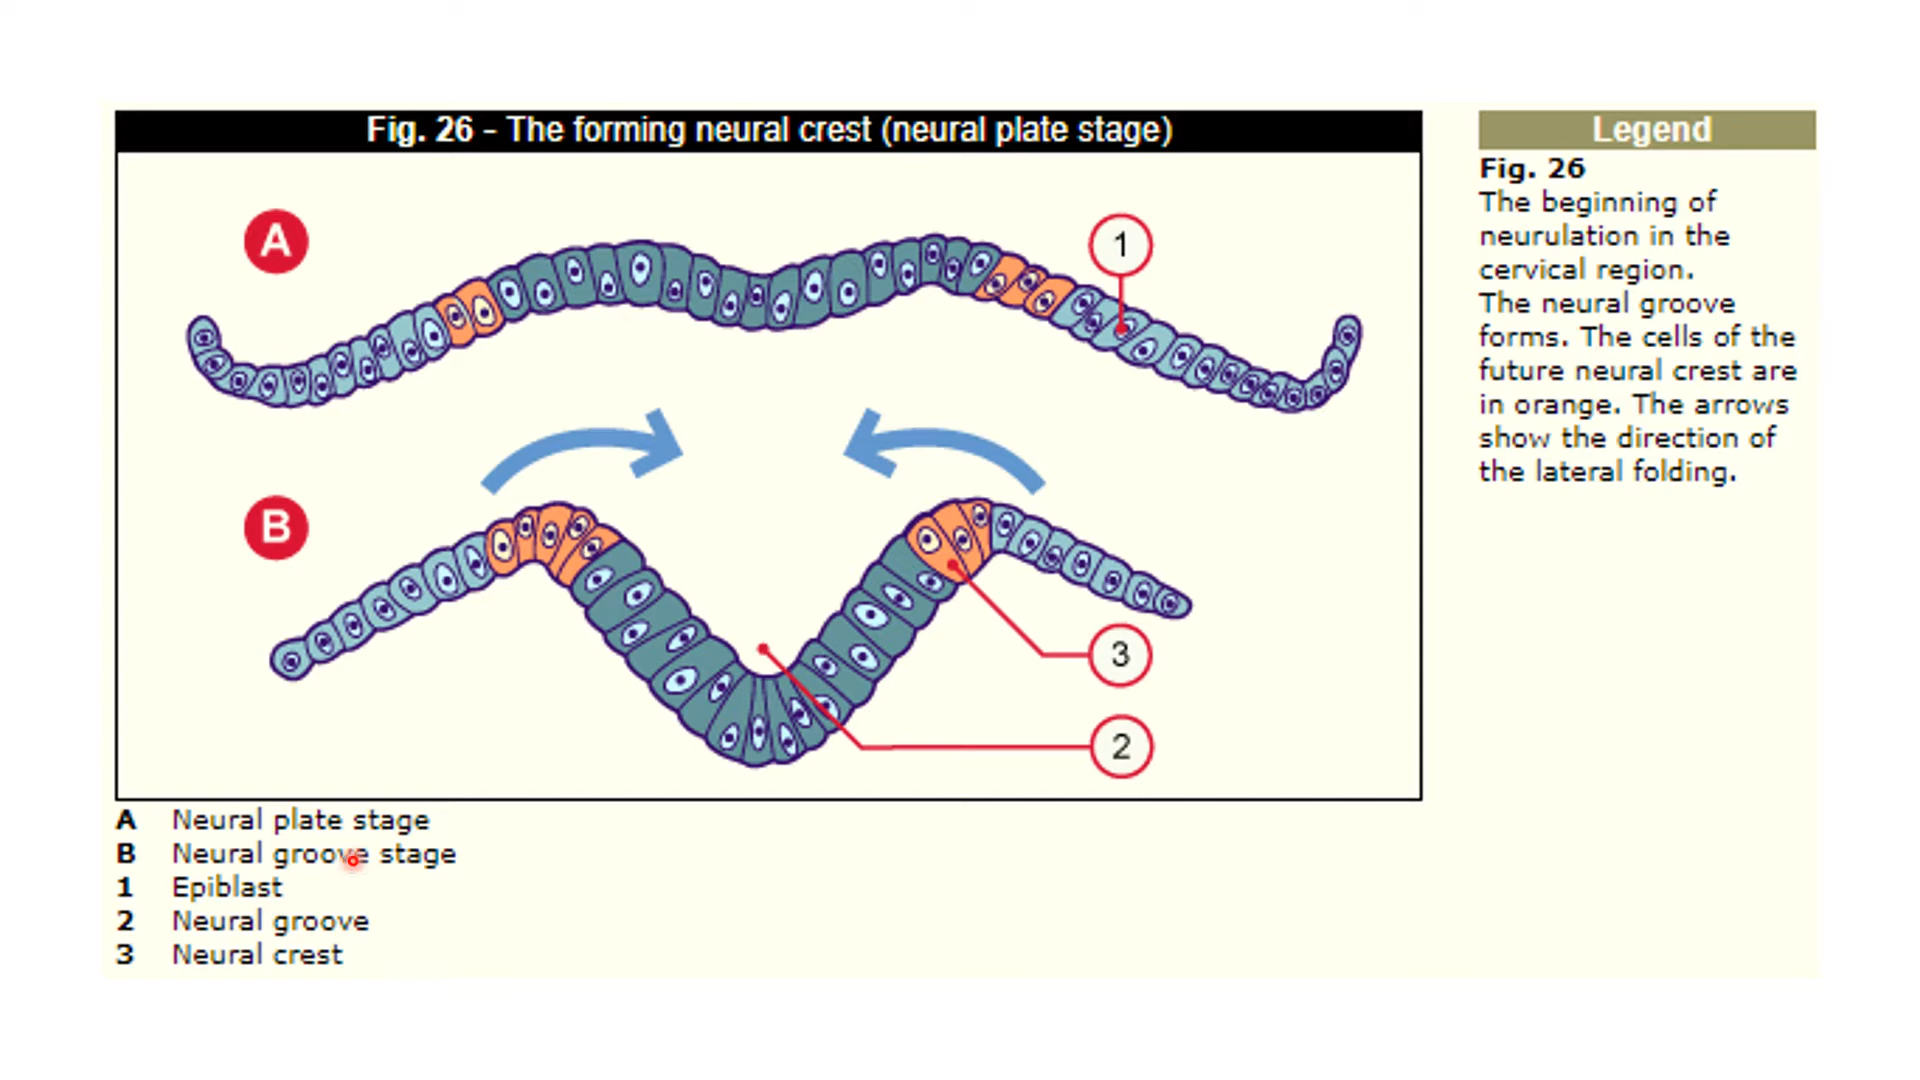 Fig. 26 - The forming neural crest (neural plate stage)
A
1
B
3
2
A Neural plate stage
B Neural groove stage
1 Epiblast
2 Neural groove
3 Neural crest
Legend
Fig. 26
The beginning of
neurulation in the
cervical region.
The neural groove
forms. The cells of the
future neural crest are
in orange. The arrows
show the direction of
the lateral folding.